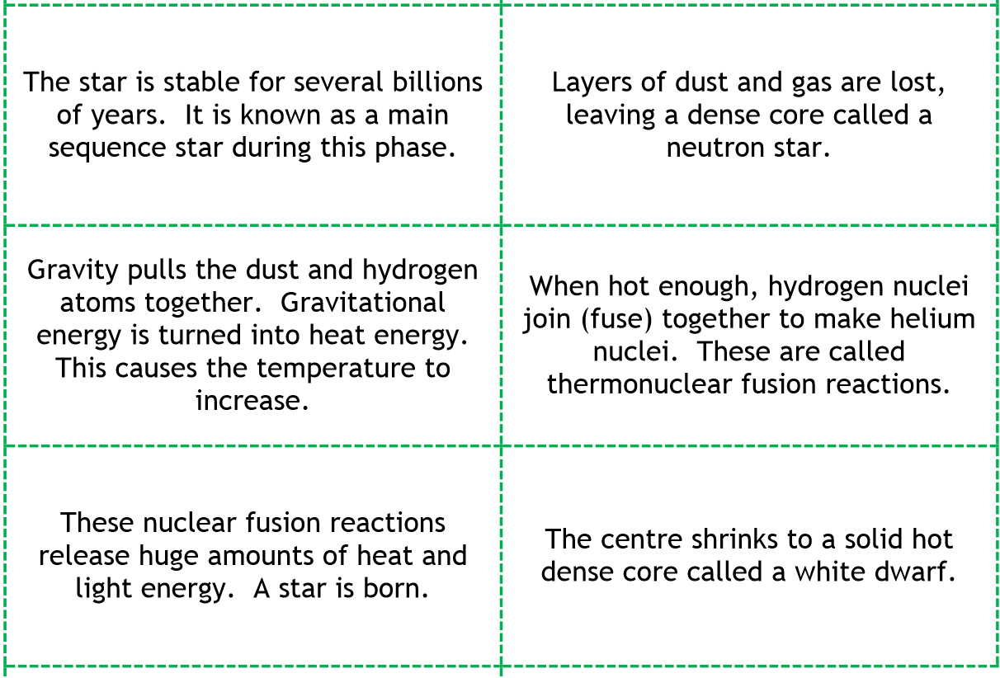 The star is stable for several billions
of years.  It is known as a main
sequence star during this phase.
Layers of dust and gas are lost,
leaving a dense core called a
neutron star.
Gravity pulls the dust and hydrogen
atoms together.  Gravitational
energy is turned into heat energy.
This causes the temperature to
increase.
When hot enough, hydrogen nuclei
join (fuse) together to make helium
nuclei.  These are called
thermonuclear fusion reactions.
These nuclear fusion reactions
release huge amounts of heat and
light energy.  A star is born.
The centre shrinks to a solid hot
dense core called a white dwarf.